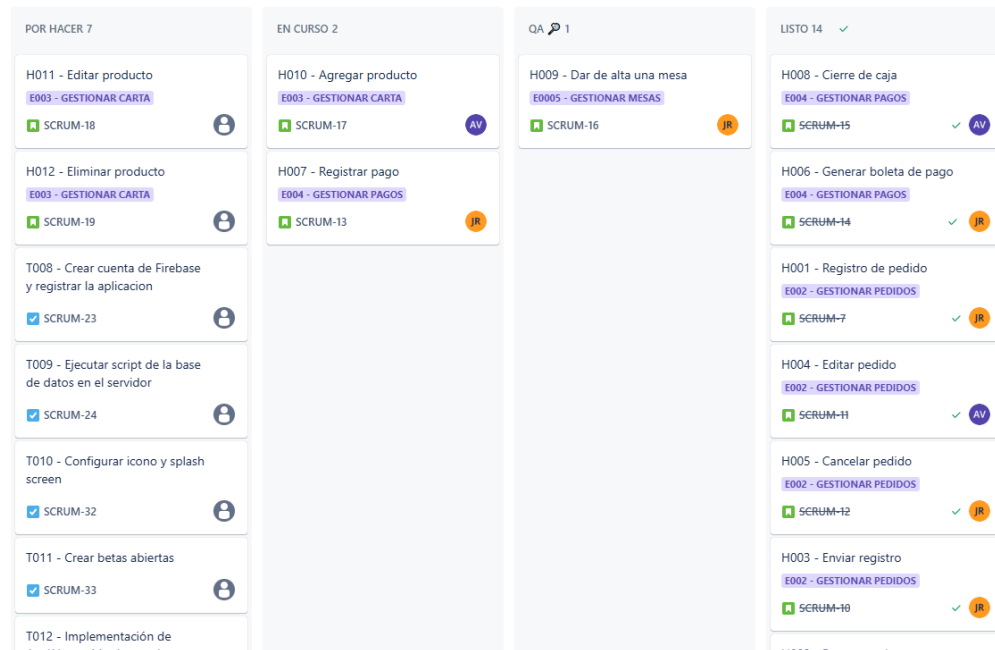 POR HACER 7
H011 - Editar producto
E003 - GESTIONAR CARTA
SCRUM-18
H012 - Eliminar producto
E003 - GESTIONAR CARTA
SCRUM-19
T008 - Crear cuenta de Firebase
y registrar la aplicacion
SCRUM-23
T009 - Ejecutar script de la base
de datos en el servidor
SCRUM-24
T010 - Configurar icono y splash
screen
SCRUM-32
T011 - Crear betas abiertas
SCRUM-33
T012 - Implementación de
EN CURSO 2
H010 - Agregar producto
E003 - GESTIONAR CARTA
SCRUM-17
AV
H007 - Registrar pago
E004 - GESTIONAR PAGOS
SCRUM-13
JR
QA 🔎 1
H009 - Dar de alta una mesa
E0005 - GESTIONAR MESAS
SCRUM-16
JR
LISTO 14
H008 - Cierre de caja
E004 - GESTIONAR PAGOS
SCRUM-15
AV
H006 - Generar boleta de pago
E004 - GESTIONAR PAGOS
SCRUM-14
JR
H001 - Registro de pedido
E002 - GESTIONAR PEDIDOS
SCRUM-7
JR
H004 - Editar pedido
E002 - GESTIONAR PEDIDOS
SCRUM-11
AV
H005 - Cancelar pedido
E002 - GESTIONAR PEDIDOS
SCRUM-12
JR
H003 - Enviar registro
E002 - GESTIONAR PEDIDOS
SCRUM-10
JR